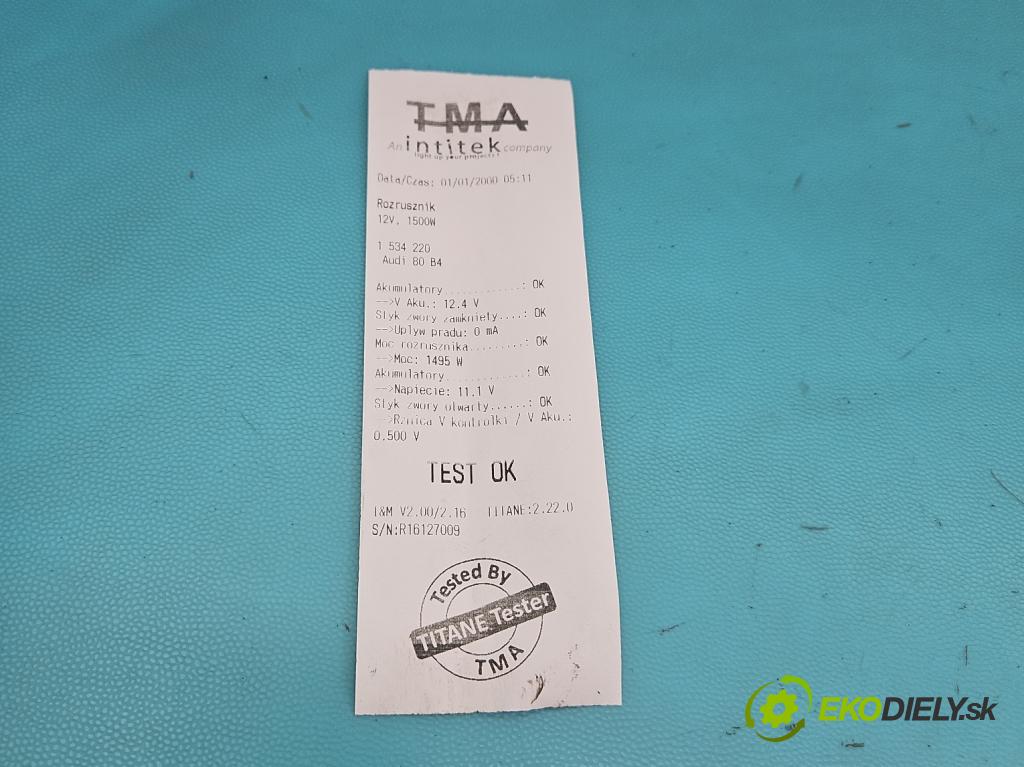 TMA
An intitek company
light up your projects!
Data/Czas: 01/01/2000 05:11
Rozrusznik
12V, 1500W
1 534 220
Audi 80 B4
Akumulatory............: OK
-->V Aku.: 12.4 V
Styk zwory zamkniety....: OK
-->Uplyw pradu: 0 mA
Moc rozrusznika.........: OK
-->Moc: 1495 W
Akumulatory.............: OK
-->Napiecie: 11.1 V
Styk zwory otwarty......: OK
-->Rznica V kontrolki / V Aku.:
0.500 V
TEST OK
I&M V2.00/2.16 TITANE:2.22.0
S/N:R16127009
Tested By
TITANE Tester
TMA
EKODIELY.sk